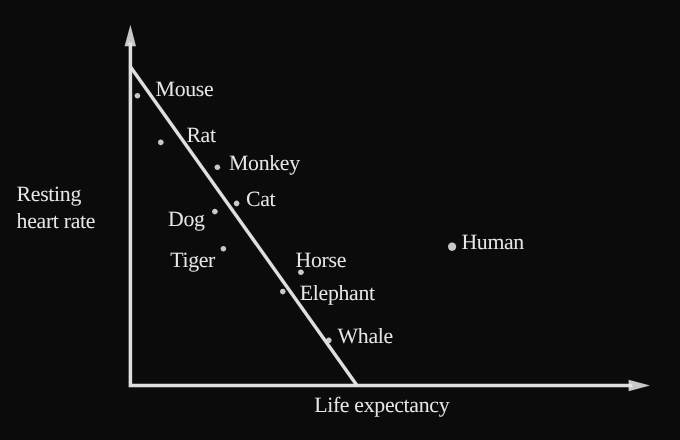 Mouse
Rat
Monkey
Resting
heart rate
Cat
Dog
Human
Tiger
Horse
Elephant
Whale
Life expectancy